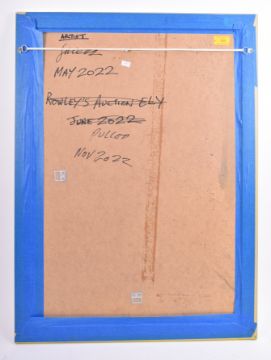 ARTIST
MAY 2022
ROWLEY'S AUCTION ELY
JUNE 2022
PULLED
NOV 2022